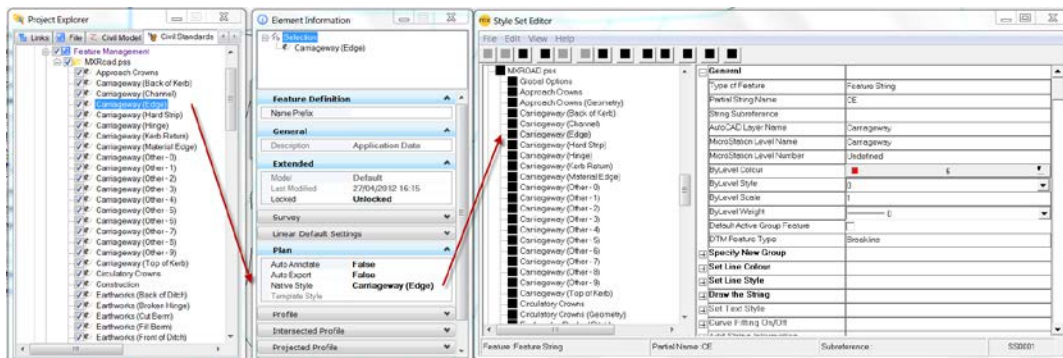 Project Explorer
Links File Civil Model Civil Standards
Feature Management
MXRoad.pss
Approach Crowns
Carriageway (Back of Kerb)
Carriageway (Channel)
Carriageway (Edge)
Carriageway (Hard Strip)
Carriageway (Hinge)
Carriageway (Kerb Return)
Carriageway (Material Edge)
Carriageway (Other - 0)
Carriageway (Other - 1)
Carriageway (Other - 2)
Carriageway (Other - 3)
Carriageway (Other - 4)
Carriageway (Other - 5)
Carriageway (Other - 6)
Carriageway (Other - 7)
Carriageway (Other - 8)
Carriageway (Other - 9)
Carriageway (Top of Kerb)
Circulatory Crowns
Construction
Earthworks (Back of Ditch)
Earthworks (Broken Hinge)
Earthworks (Cut Berm)
Earthworks (Fill Berm)
Earthworks (Front of Ditch)
Element Information
Selection
Carriageway (Edge)
Feature Definition
Name Prefix
General
Description Application Data
Extended
Model Default
Last Modified 27/04/2012 16:15
Locked Unlocked
Survey
Linear Default Settings
Plan
Auto Annotate False
Auto Export False
Native Style Carriageway (Edge)
Template Style
Profile
Intersected Profile
Projected Profile
mx Style Set Editor
File Edit View Help
MXROAD.pss
Global Options
Approach Crowns
Approach Crowns (Geometry)
Carriageway (Back of Kerb)
Carriageway (Channel)
Carriageway (Edge)
Carriageway (Hard Strip)
Carriageway (Hinge)
Carriageway (Kerb Return)
Carriageway (Material Edge)
Carriageway (Other - 0)
Carriageway (Other - 1)
Carriageway (Other - 2)
Carriageway (Other - 3)
Carriageway (Other - 4)
Carriageway (Other - 5)
Carriageway (Other - 6)
Carriageway (Other - 7)
Carriageway (Other - 8)
Carriageway (Other - 9)
Carriageway (Top of Kerb)
Circulatory Crowns
Circulatory Crowns (Geometry)
General
Type of Feature Feature String
Partial String Name CE
String Subreference
AutoCAD Layer Name Carriageway
MicroStation Level Name Carriageway
MicroStation Level Number Undefined
ByLevel Colour 6
ByLevel Style 0
ByLevel Scale 1
ByLevel Weight 0
Default Active Group Feature
DTM Feature Type Breakline
Specify New Group
Set Line Colour
Set Line Style
Draw the String
Set Text Style
Curve Fitting On/Off
Add String Information
Feature :Feature String Partial Name :CE Subreference : SS0001